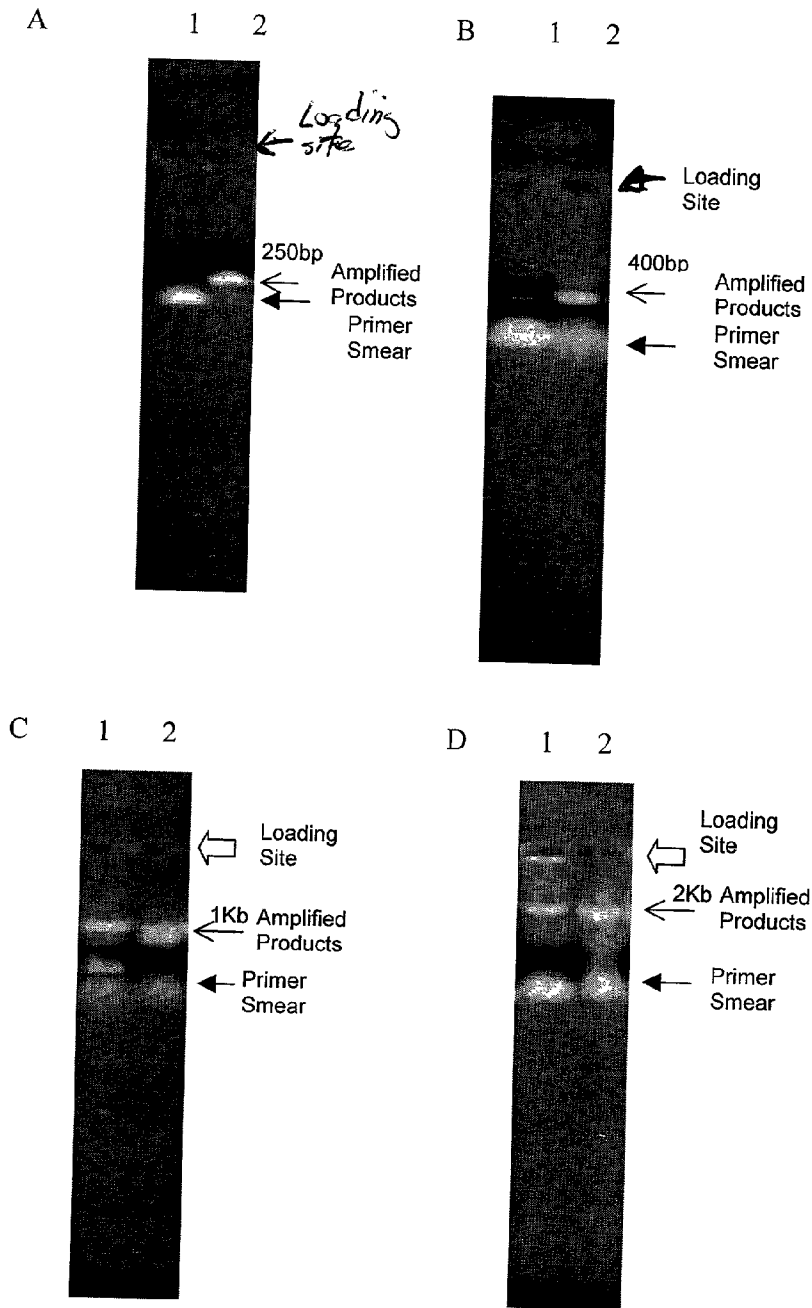 A
1 2
Loading
site
250bp
Amplified
Products
Primer
Smear
B
1 2
Loading
Site
400bp
Amplified
Products
Primer
Smear
C
1 2
Loading
Site
1Kb Amplified
Products
Primer
Smear
D
1 2
Loading
Site
2Kb Amplified
Products
Primer
Smear